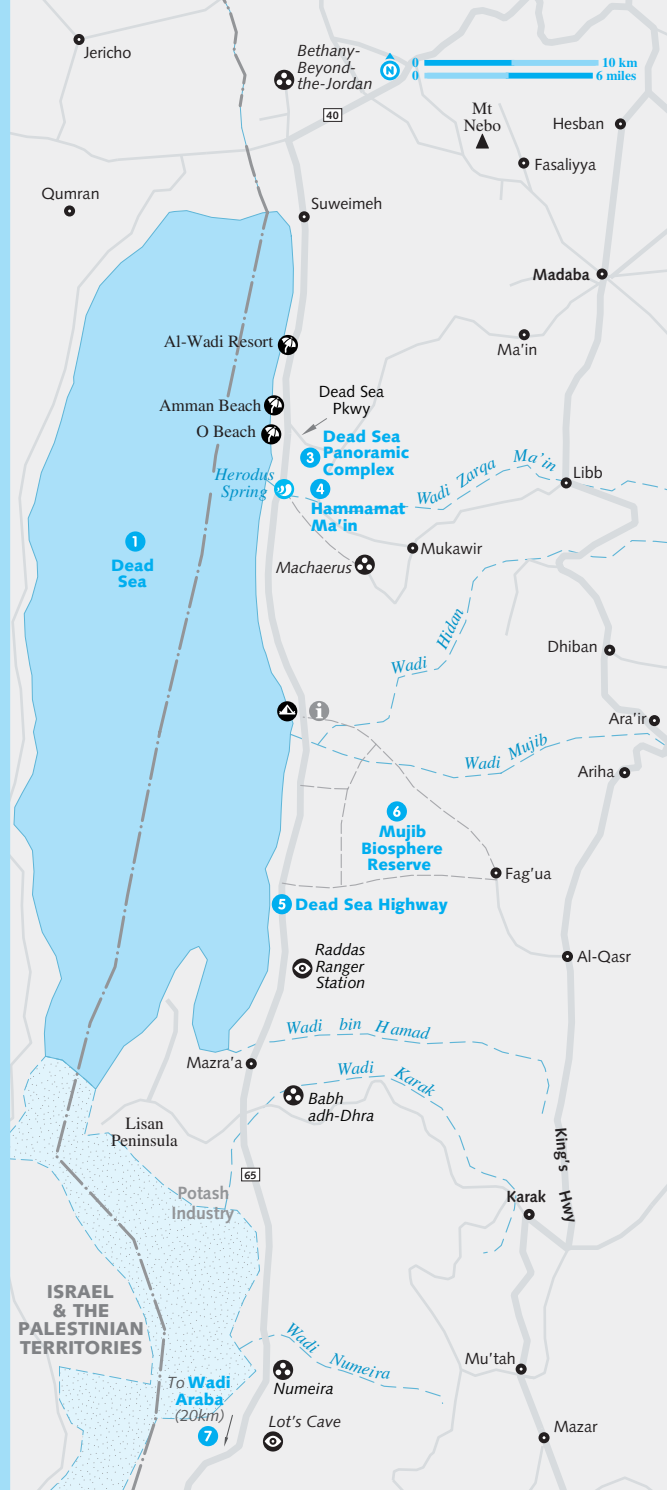 Jericho
Bethany-
Beyond-
the-Jordan
N
0
10 km
0
6 miles
40
Mt
Nebo
Hesban
Fasaliyya
Qumran
Suweimeh
Madaba
Al-Wadi Resort
Ma'in
Dead Sea
Pkwy
Amman Beach
O Beach
3
Dead Sea
Panoramic
Complex
Herodus
Spring
4
Hammamat
Ma'in
Wadi Zarqa Ma'in
Libb
1
Dead
Sea
Mukawir
Machaerus
Wadi Hidan
Dhiban
i
Ara'ir
Wadi Mujib
Ariha
6
Mujib
Biosphere
Reserve
Fag'ua
5 Dead Sea Highway
Raddas
Ranger
Station
Al-Qasr
Wadi bin Hamad
Mazra'a
Wadi Karak
Babh
adh-Dhra
Lisan
Peninsula
King's Hwy
65
Potash
Industry
Karak
ISRAEL
& THE
PALESTINIAN
TERRITORIES
Wadi Numeira
Mu'tah
To Wadi
Araba
(20km)
7
Numeira
Lot's Cave
Mazar